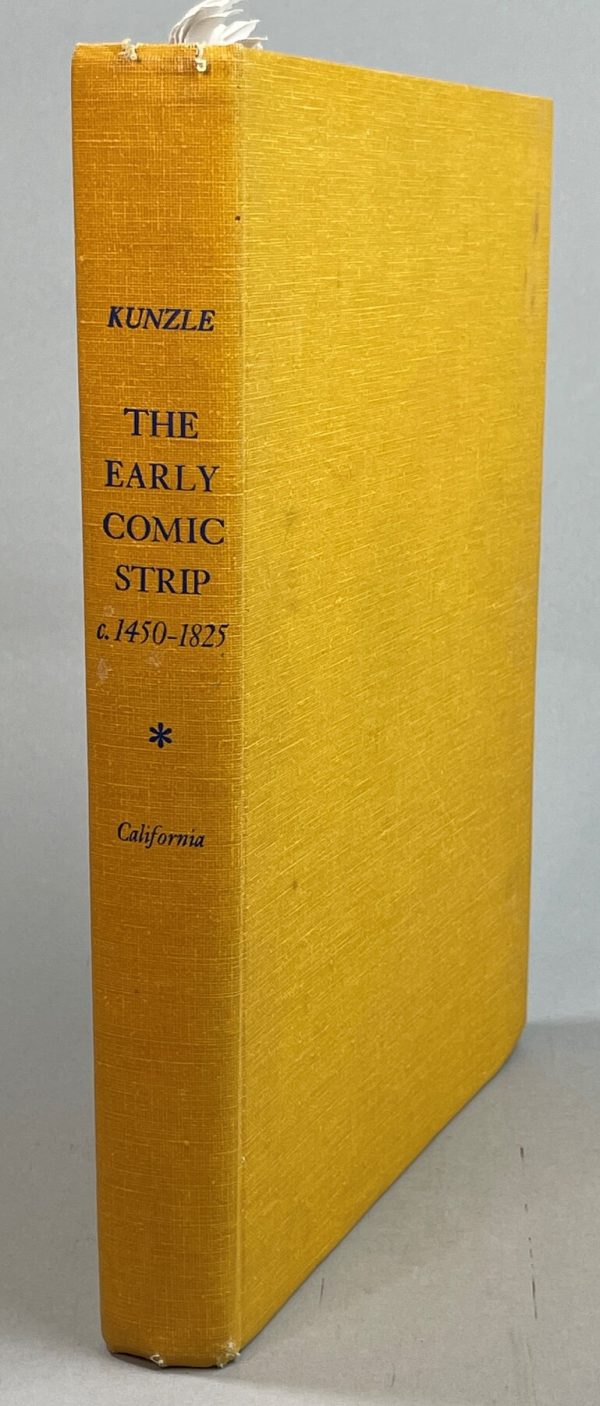 KUNZLE
THE
EARLY
COMIC
STRIP
c. 1450-1825
*
California